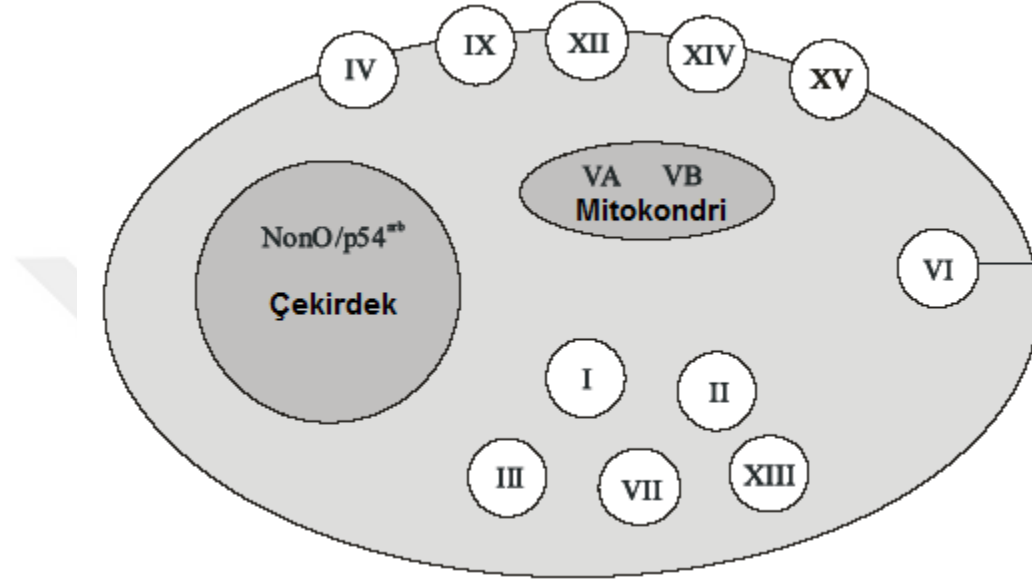 IV
IX
XII
XIV
XV
VA VB
Mitokondri
NonO/p54ⁿʳᵇ
Çekirdek
VI
I
II
III
VII
XIII